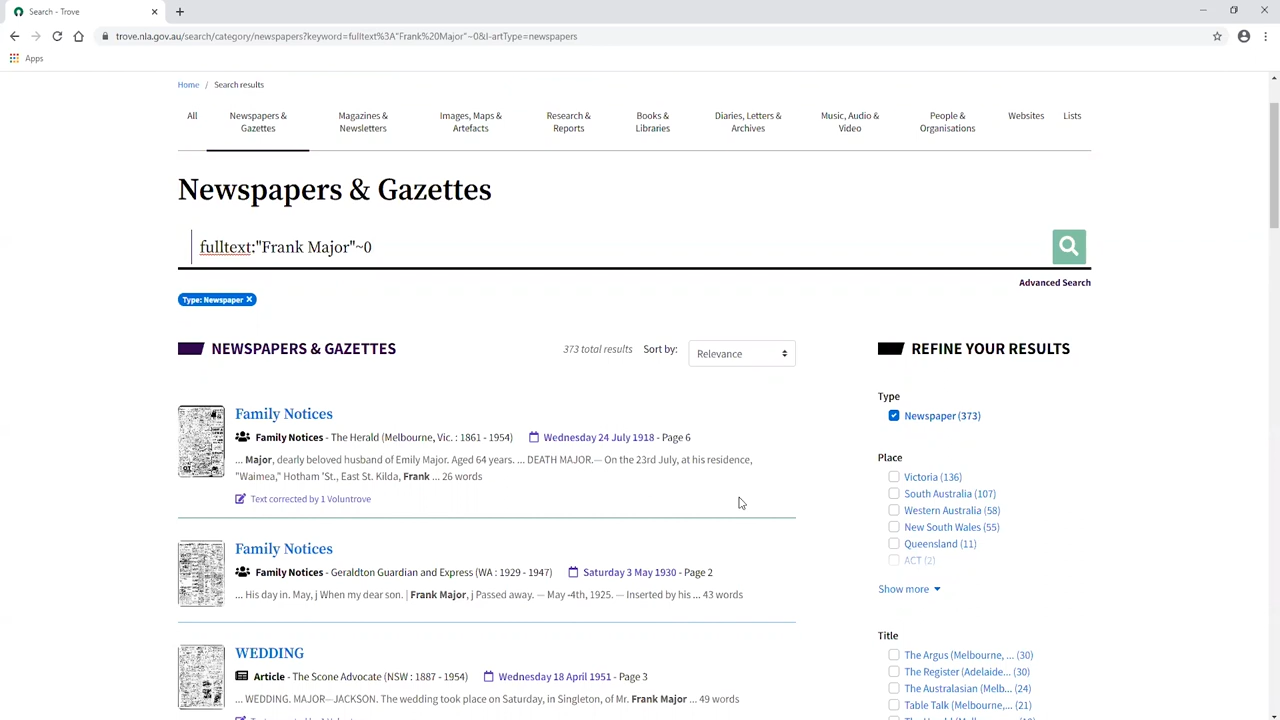 Search - Trove
trove.nla.gov.au/search/category/newspapers?keyword=fulltext%3A"Frank%20Major"~0&l-artType=newspapers
Apps
Home / Search results
All
Newspapers & Gazettes
Magazines & Newsletters
Images, Maps & Artefacts
Research & Reports
Books & Libraries
Diaries, Letters & Archives
Music, Audio & Video
People & Organisations
Websites
Lists
Newspapers & Gazettes
fulltext:"Frank Major"~0
Advanced Search
Type: Newspaper ×
NEWSPAPERS & GAZETTES
373 total results Sort by: Relevance
Family Notices
Family Notices - The Herald (Melbourne, Vic. : 1861 - 1954) Wednesday 24 July 1918 - Page 6
... Major, dearly beloved husband of Emily Major. Aged 64 years. ... DEATH MAJOR.— On the 23rd July, at his residence,
"Waimea," Hotham 'St., East St. Kilda, Frank ... 26 words
Text corrected by 1 Voluntrove
Family Notices
Family Notices - Geraldton Guardian and Express (WA : 1929 - 1947) Saturday 3 May 1930 - Page 2
... His day in. May, j When my dear son. | Frank Major, j Passed away. — May -4th, 1925. — Inserted by his ... 43 words
WEDDING
Article - The Scone Advocate (NSW : 1887 - 1954) Wednesday 18 April 1951 - Page 3
... WEDDING. MAJOR—JACKSON. The wedding took place on Saturday, in Singleton, of Mr. Frank Major ... 49 words
REFINE YOUR RESULTS
Type
Newspaper (373)
Place
Victoria (136)
South Australia (107)
Western Australia (58)
New South Wales (55)
Queensland (11)
ACT (2)
Show more
Title
The Argus (Melbourne, ... (30)
The Register (Adelaide... (30)
The Australasian (Melb... (24)
Table Talk (Melbourne,... (21)